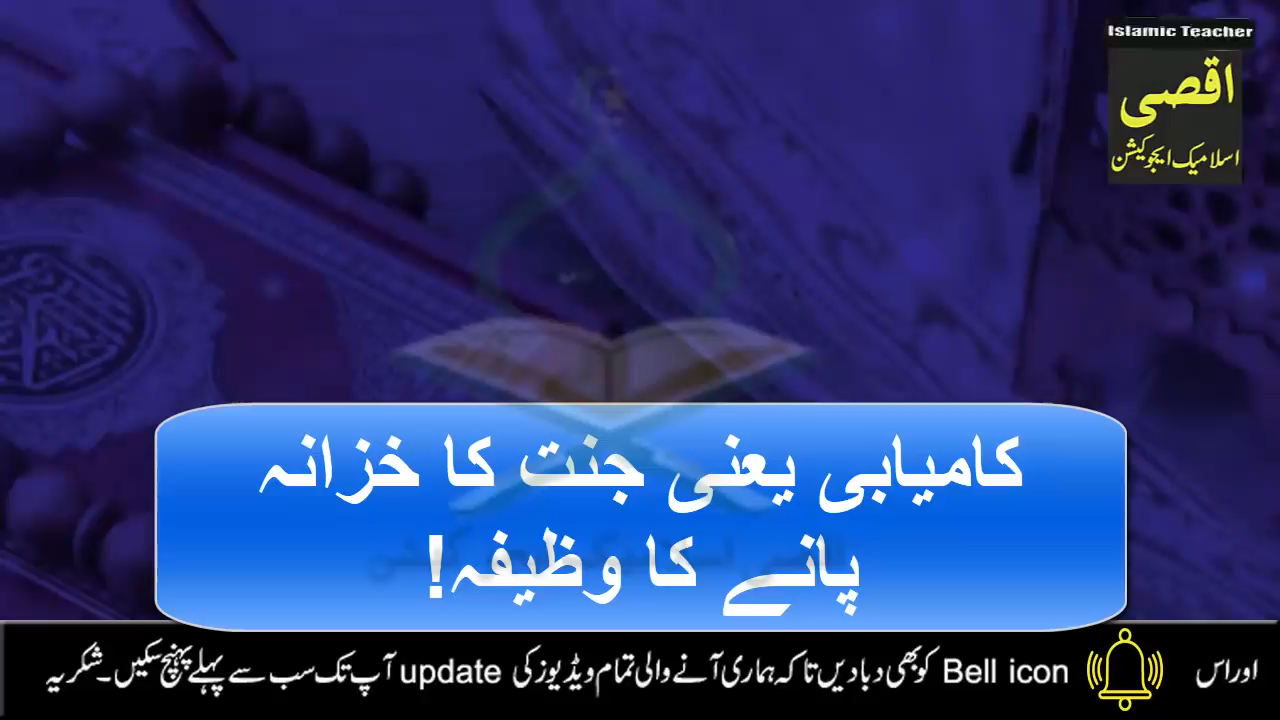 Islamic Teacher
اقصی
اسلامیک ایجوکیشن
کامیابی یعنی جنت کا خزانہ
پانے کا وظیفہ!
اور اس Bell icon کو بھی دبا دیں تاکہ ہماری آنے والی تمام ویڈیوز کی update آپ تک سب سے پہلے پہنچ سکیں۔ شکریہ